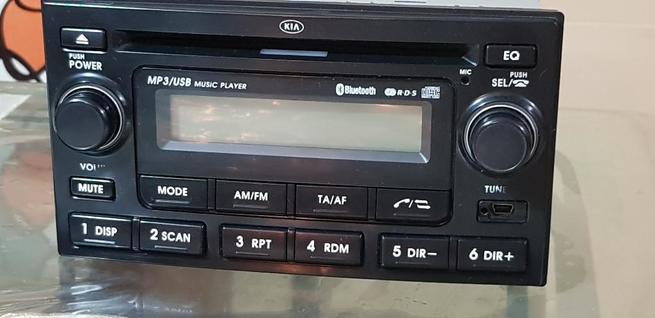 KIA
EQ
PUSH
POWER
MP3/USB MUSIC PLAYER
Bluetooth R·D·S
MIC
PUSH
SEL/
MUTE
MODE
AM/FM
TA/AF
TUNE
1 DISP
2 SCAN
3 RPT
4 RDM
5 DIR−
6 DIR+